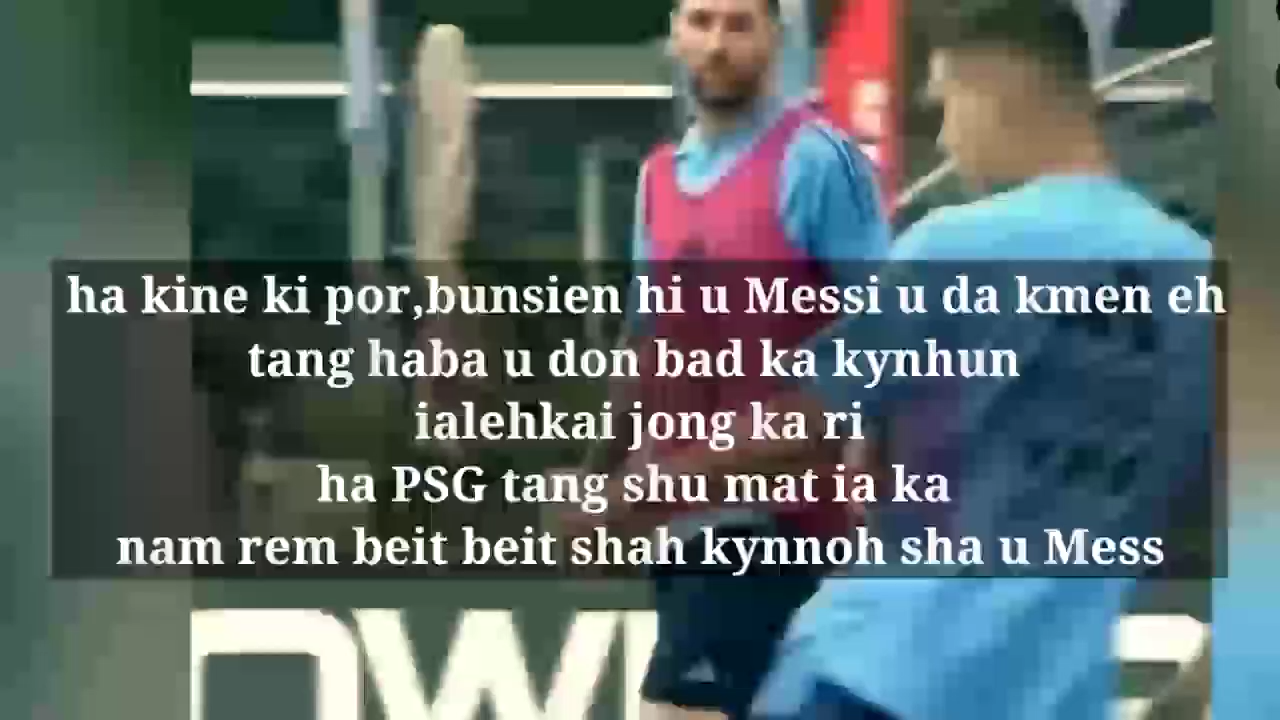 ha kine ki por,bunsien hi u Messi u da kmen eh
tang haba u don bad ka kynhun
ialehkai jong ka ri
ha PSG tang shu mat ia ka
nam rem beit beit shah kynnoh sha u Mess